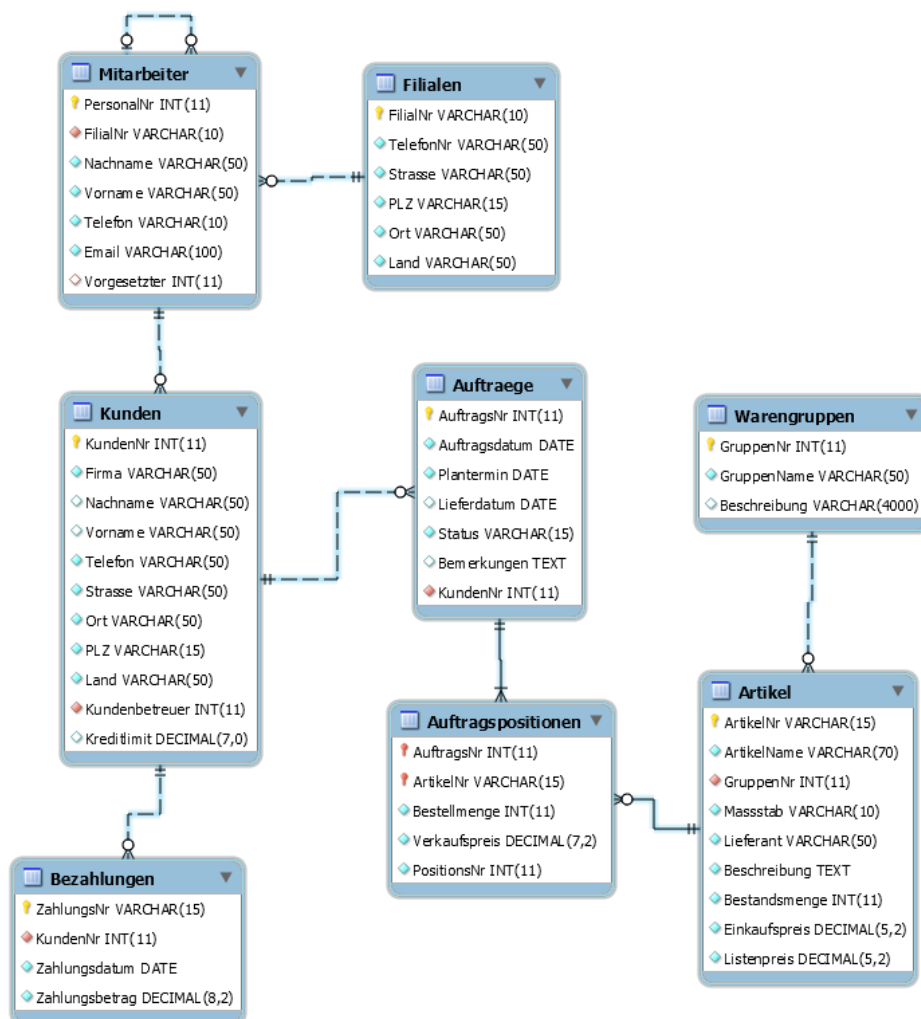 Mitarbeiter
PersonalNr INT(11)
FilialNr VARCHAR(10)
Nachname VARCHAR(50)
Vorname VARCHAR(50)
Telefon VARCHAR(10)
Email VARCHAR(100)
Vorgesetzter INT(11)
Filialen
FilialNr VARCHAR(10)
TelefonNr VARCHAR(50)
Strasse VARCHAR(50)
PLZ VARCHAR(15)
Ort VARCHAR(50)
Land VARCHAR(50)
Kunden
KundenNr INT(11)
Firma VARCHAR(50)
Nachname VARCHAR(50)
Vorname VARCHAR(50)
Telefon VARCHAR(50)
Strasse VARCHAR(50)
Ort VARCHAR(50)
PLZ VARCHAR(15)
Land VARCHAR(50)
Kundenbetreuer INT(11)
Kreditlimit DECIMAL(7,0)
Auftraege
AuftragsNr INT(11)
Auftragsdatum DATE
Plantermin DATE
Lieferdatum DATE
Status VARCHAR(15)
Bemerkungen TEXT
KundenNr INT(11)
Warengruppen
GruppenNr INT(11)
GruppenName VARCHAR(50)
Beschreibung VARCHAR(4000)
Auftragspositionen
AuftragsNr INT(11)
ArtikelNr VARCHAR(15)
Bestellmenge INT(11)
Verkaufspreis DECIMAL(7,2)
PositionsNr INT(11)
Artikel
ArtikelNr VARCHAR(15)
ArtikelName VARCHAR(70)
GruppenNr INT(11)
Massstab VARCHAR(10)
Lieferant VARCHAR(50)
Beschreibung TEXT
Bestandsmenge INT(11)
Einkaufspreis DECIMAL(5,2)
Listenpreis DECIMAL(5,2)
Bezahlungen
ZahlungsNr VARCHAR(15)
KundenNr INT(11)
Zahlungsdatum DATE
Zahlungsbetrag DECIMAL(8,2)